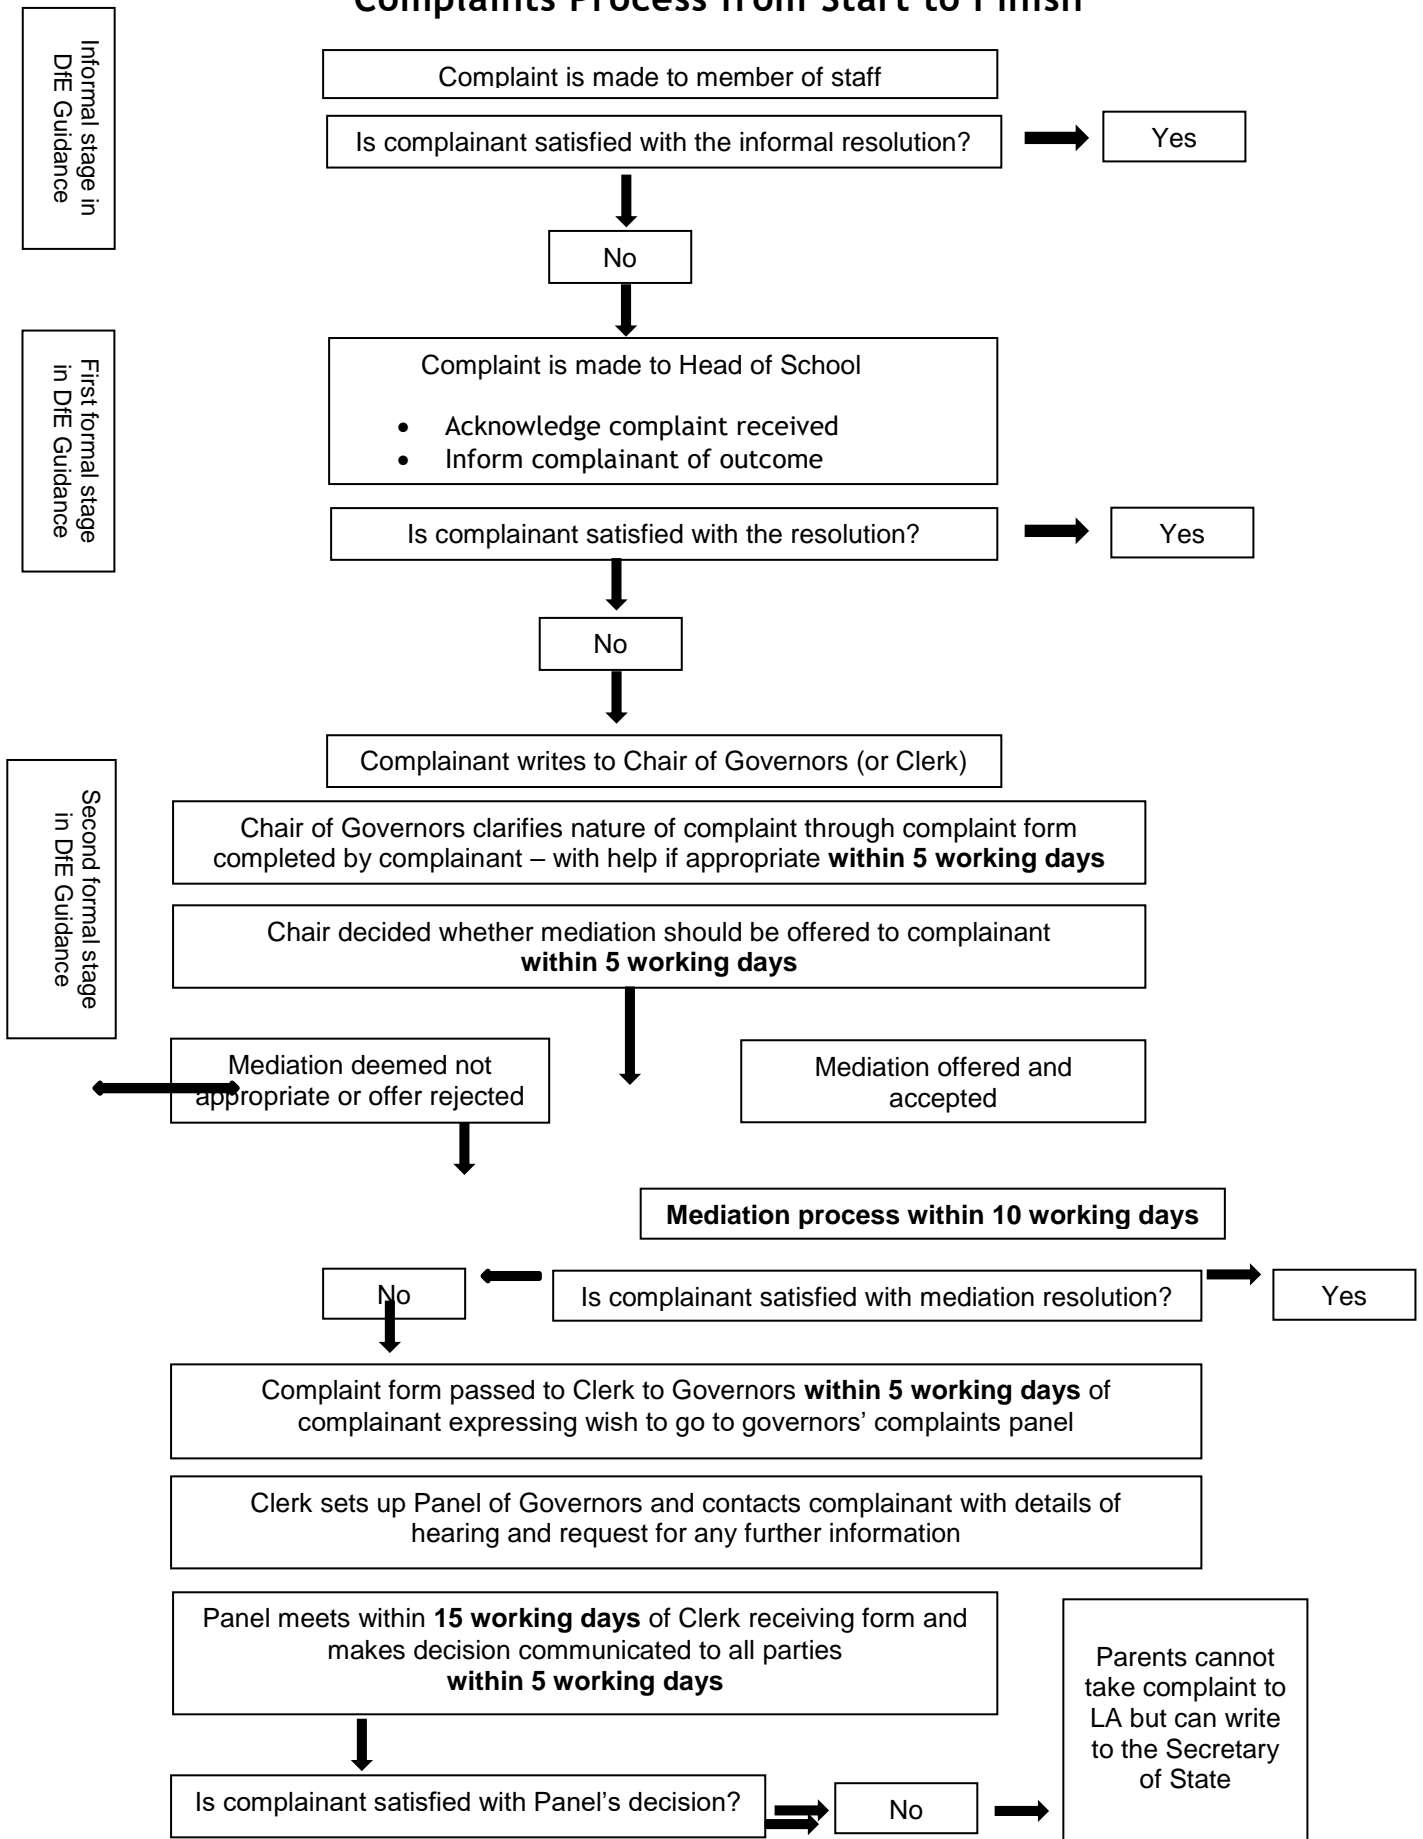 Complaints Process from Start to Finish
Informal stage in
DfE Guidance
Complaint is made to member of staff
Is complainant satisfied with the informal resolution?
Yes
No
First formal stage
in DfE Guidance
Complaint is made to Head of School
• Acknowledge complaint received
• Inform complainant of outcome
Is complainant satisfied with the resolution?
Yes
No
Second formal stage
in DfE Guidance
Complainant writes to Chair of Governors (or Clerk)
Chair of Governors clarifies nature of complaint through complaint form
completed by complainant – with help if appropriate within 5 working days
Chair decided whether mediation should be offered to complainant
within 5 working days
Mediation deemed not
appropriate or offer rejected
Mediation offered and
accepted
Mediation process within 10 working days
No
Is complainant satisfied with mediation resolution?
Yes
Complaint form passed to Clerk to Governors within 5 working days of
complainant expressing wish to go to governors’ complaints panel
Clerk sets up Panel of Governors and contacts complainant with details of
hearing and request for any further information
Panel meets within 15 working days of Clerk receiving form and
makes decision communicated to all parties
within 5 working days
Is complainant satisfied with Panel’s decision?
No
Parents cannot
take complaint to
LA but can write
to the Secretary
of State